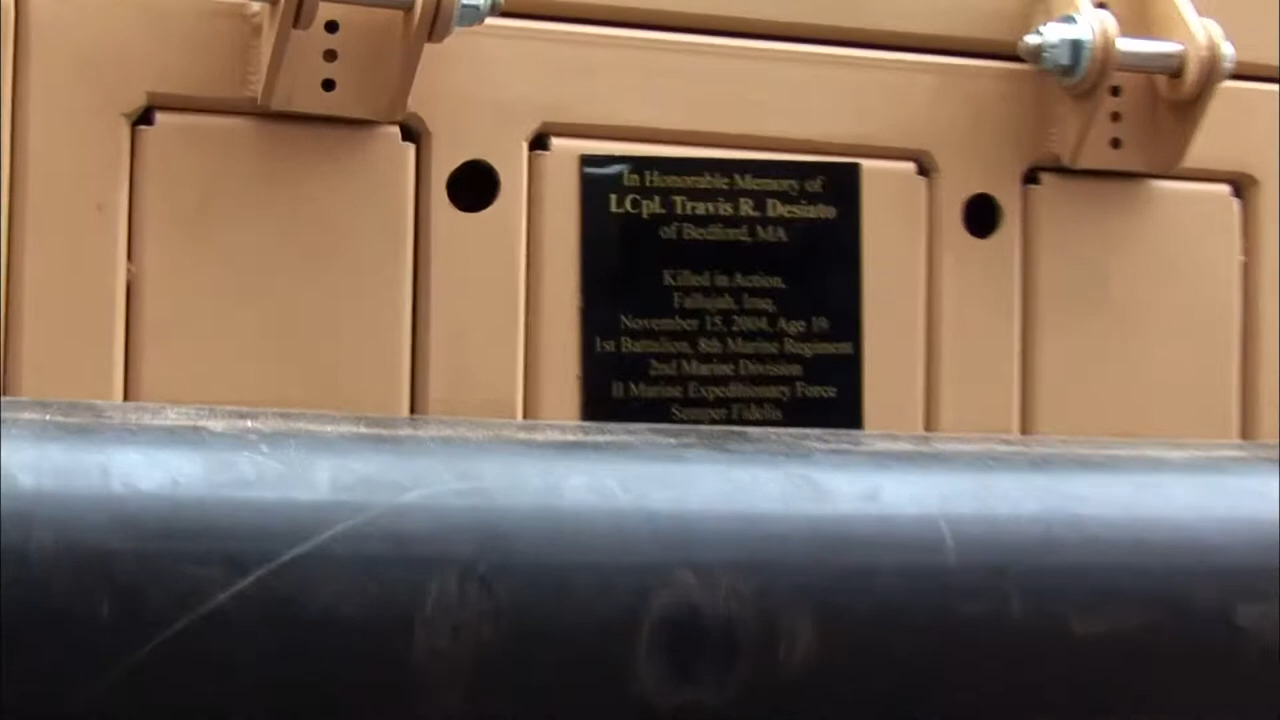 In Honorable Memory of
LCpl. Travis R. Desiato
of Bedford, MA
Killed in Action,
Fallujah, Iraq,
November 15, 2004, Age 19
1st Battalion, 8th Marine Regiment
2nd Marine Division
II Marine Expeditionary Force
Semper Fidelis